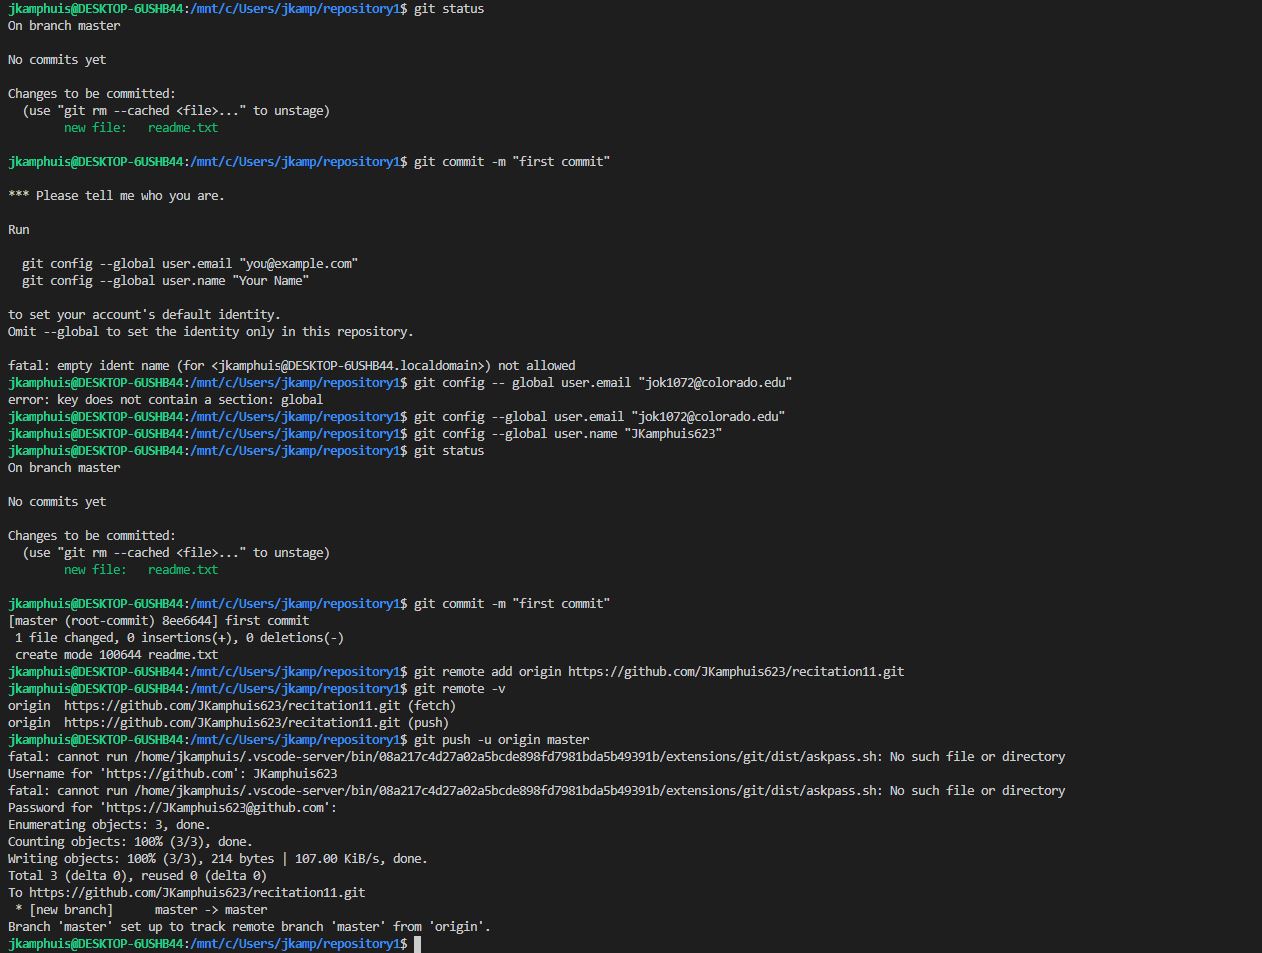 jkamphuis@DESKTOP-6USHB44:/mnt/c/Users/jkamp/repository1$ git status
On branch master
No commits yet
Changes to be committed:
  (use "git rm --cached <file>..." to unstage)
        new file:   readme.txt
jkamphuis@DESKTOP-6USHB44:/mnt/c/Users/jkamp/repository1$ git commit -m "first commit"
*** Please tell me who you are.
Run
  git config --global user.email "you@example.com"
  git config --global user.name "Your Name"
to set your account's default identity.
Omit --global to set the identity only in this repository.
fatal: empty ident name (for <jkamphuis@DESKTOP-6USHB44.localdomain>) not allowed
jkamphuis@DESKTOP-6USHB44:/mnt/c/Users/jkamp/repository1$ git config -- global user.email "jok1072@colorado.edu"
error: key does not contain a section: global
jkamphuis@DESKTOP-6USHB44:/mnt/c/Users/jkamp/repository1$ git config --global user.email "jok1072@colorado.edu"
jkamphuis@DESKTOP-6USHB44:/mnt/c/Users/jkamp/repository1$ git config --global user.name "JKamphuis623"
jkamphuis@DESKTOP-6USHB44:/mnt/c/Users/jkamp/repository1$ git status
On branch master
No commits yet
Changes to be committed:
  (use "git rm --cached <file>..." to unstage)
        new file:   readme.txt
jkamphuis@DESKTOP-6USHB44:/mnt/c/Users/jkamp/repository1$ git commit -m "first commit"
[master (root-commit) 8ee6644] first commit
 1 file changed, 0 insertions(+), 0 deletions(-)
 create mode 100644 readme.txt
jkamphuis@DESKTOP-6USHB44:/mnt/c/Users/jkamp/repository1$ git remote add origin https://github.com/JKamphuis623/recitation11.git
jkamphuis@DESKTOP-6USHB44:/mnt/c/Users/jkamp/repository1$ git remote -v
origin  https://github.com/JKamphuis623/recitation11.git (fetch)
origin  https://github.com/JKamphuis623/recitation11.git (push)
jkamphuis@DESKTOP-6USHB44:/mnt/c/Users/jkamp/repository1$ git push -u origin master
fatal: cannot run /home/jkamphuis/.vscode-server/bin/08a217c4d27a02a5bcde898fd7981bda5b49391b/extensions/git/dist/askpass.sh: No such file or directory
Username for 'https://github.com': JKamphuis623
fatal: cannot run /home/jkamphuis/.vscode-server/bin/08a217c4d27a02a5bcde898fd7981bda5b49391b/extensions/git/dist/askpass.sh: No such file or directory
Password for 'https://JKamphuis623@github.com':
Enumerating objects: 3, done.
Counting objects: 100% (3/3), done.
Writing objects: 100% (3/3), 214 bytes | 107.00 KiB/s, done.
Total 3 (delta 0), reused 0 (delta 0)
To https://github.com/JKamphuis623/recitation11.git
 * [new branch]      master -> master
Branch 'master' set up to track remote branch 'master' from 'origin'.
jkamphuis@DESKTOP-6USHB44:/mnt/c/Users/jkamp/repository1$